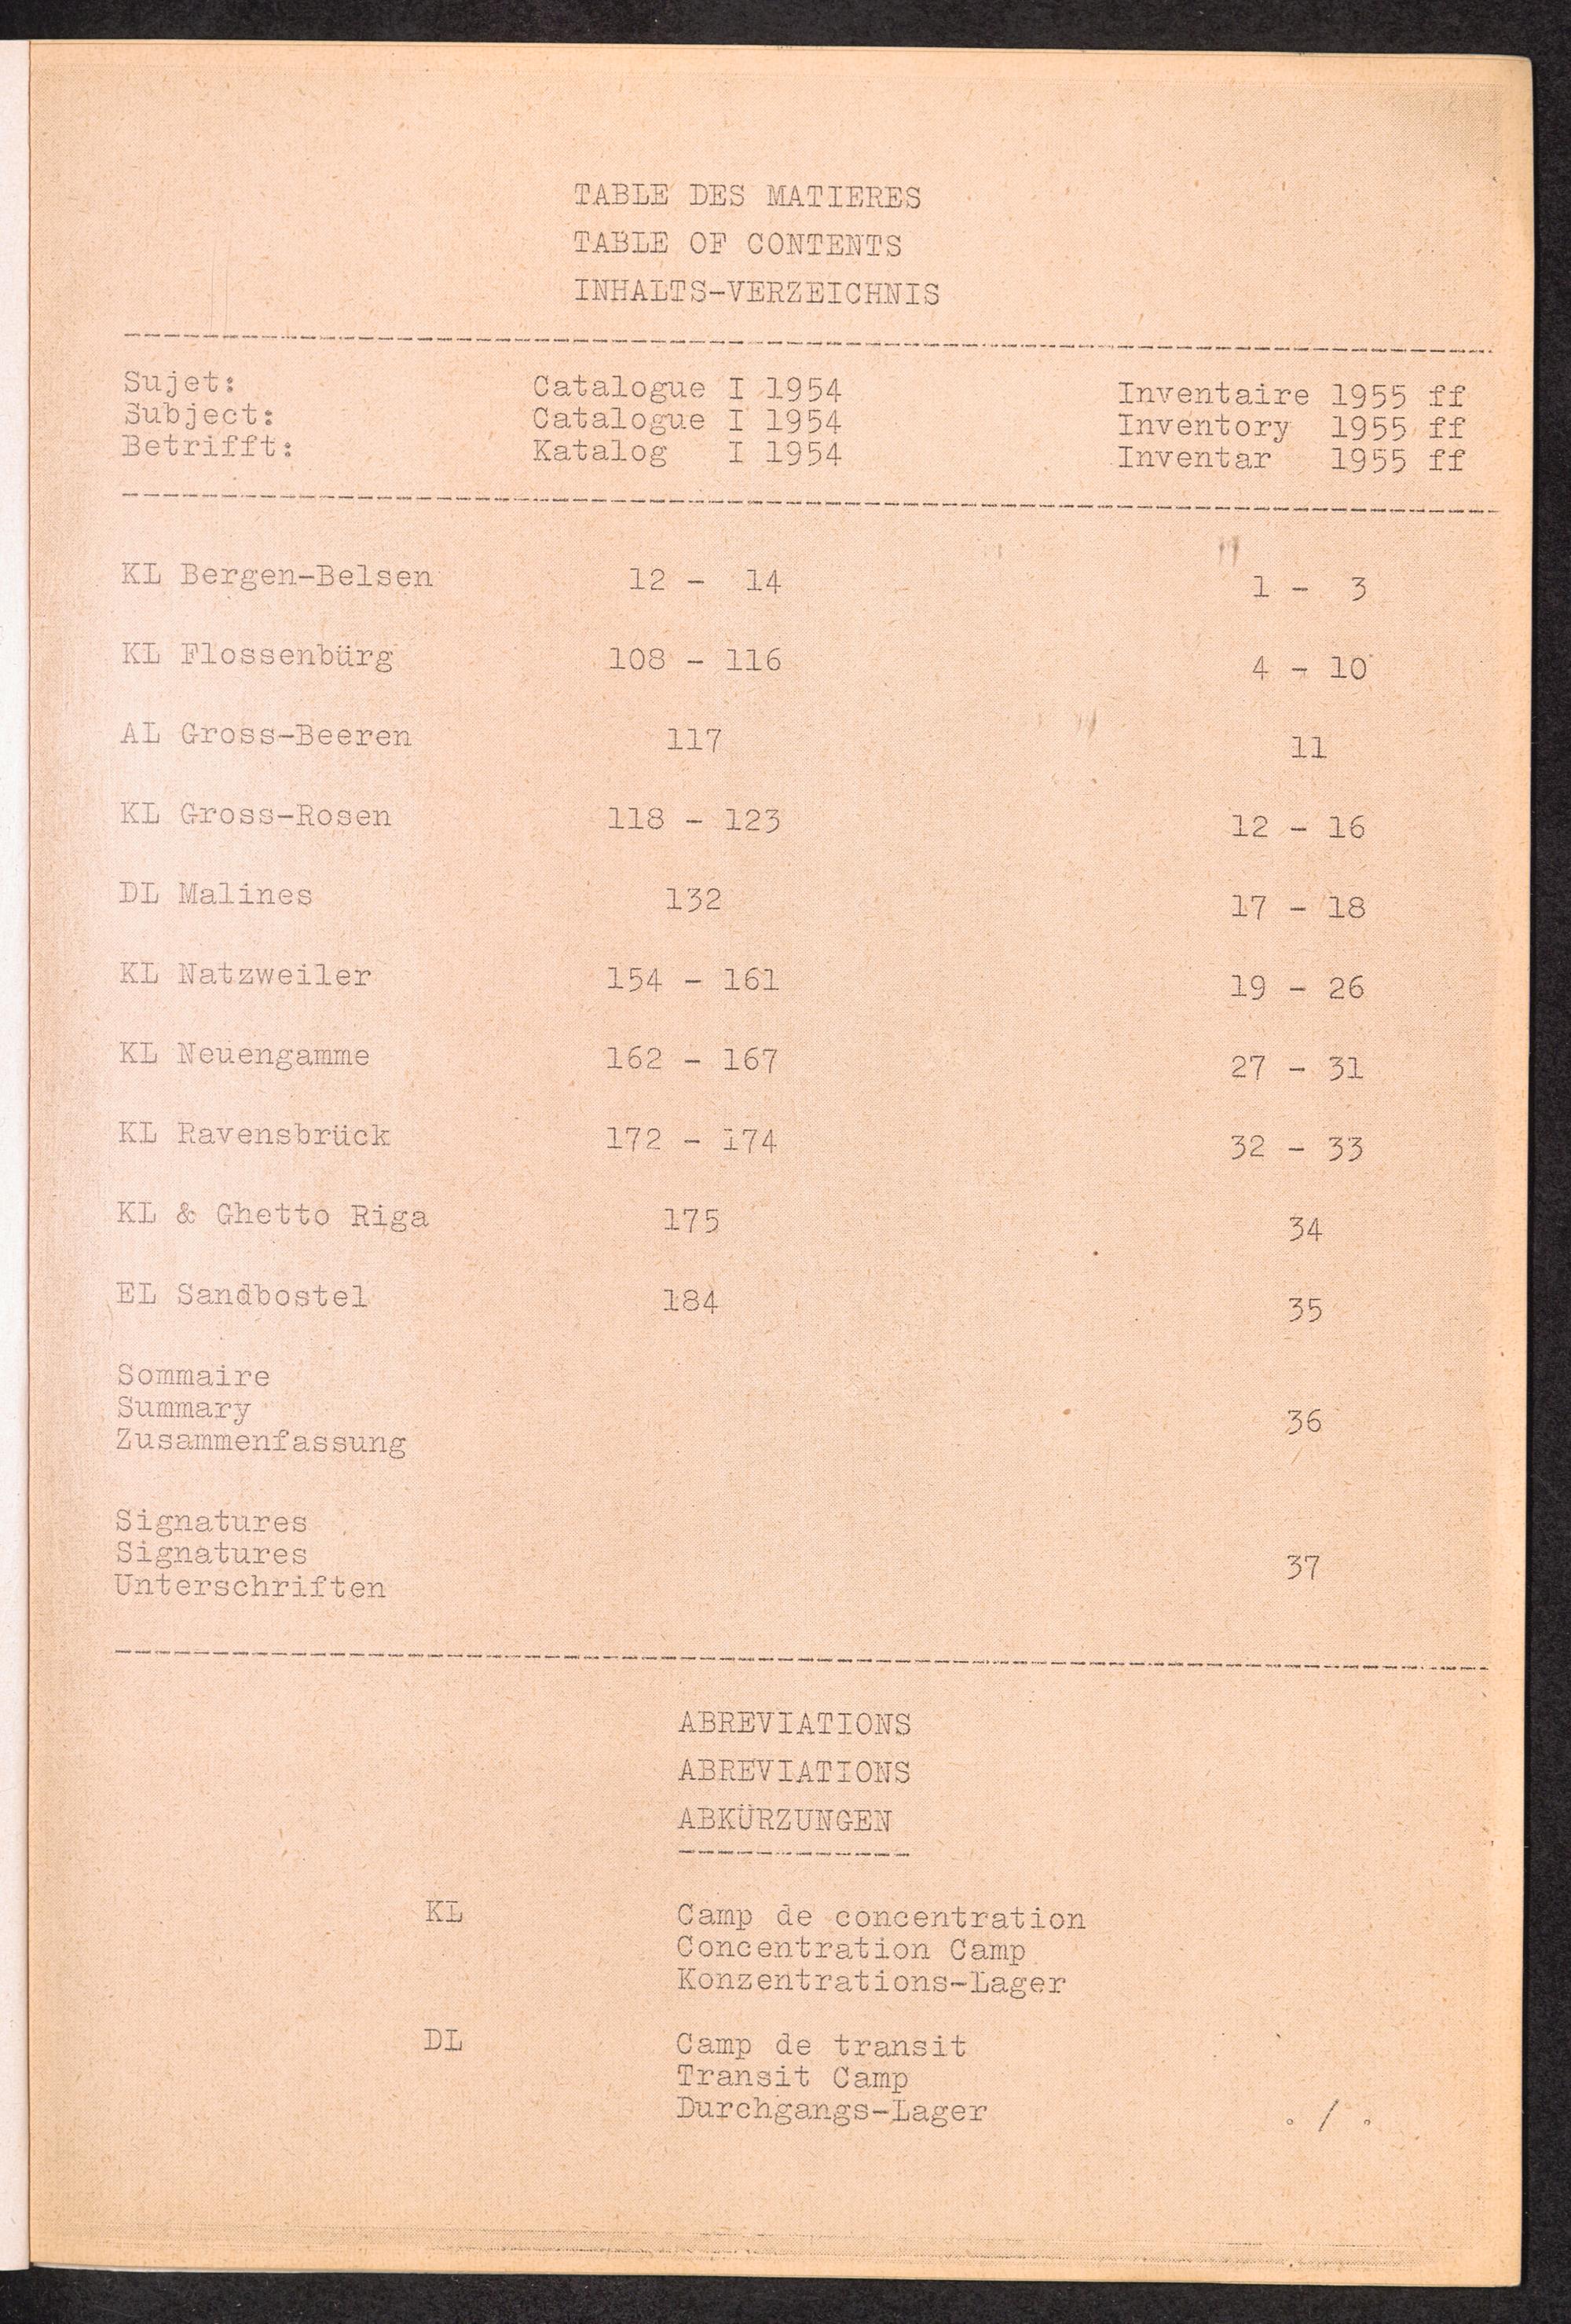 TABLE DES MATIERES
TABLE OF CONTENTS
INHALTS-VERZEICHNIS
Sujet: Catalogue I 1954 Inventaire 1955 ff
Subject: Catalogue I 1954 Inventory 1955 ff
Betrifft: Katalog I 1954 Inventar 1955 ff
KL Bergen-Belsen 12 - 14 1 - 3
KL Flossenbürg 108 - 116 4 - 10
AL Gross-Beeren 117 11
KL Gross-Rosen 118 - 123 12 - 16
DL Malines 132 17 - 18
KL Natzweiler 154 - 161 19 - 26
KL Neuengamme 162 - 167 27 - 31
KL Ravensbrück 172 - 174 32 - 33
KL & Ghetto Riga 175 34
EL Sandbostel 184 35
Sommaire
Summary 36
Zusammenfassung
Signatures
Signatures 37
Unterschriften
ABREVIATIONS
ABREVIATIONS
ABKÜRZUNGEN
KL Camp de concentration
Concentration Camp
Konzentrations-Lager
DL Camp de transit
Transit Camp
Durchgangs-Lager
. / .